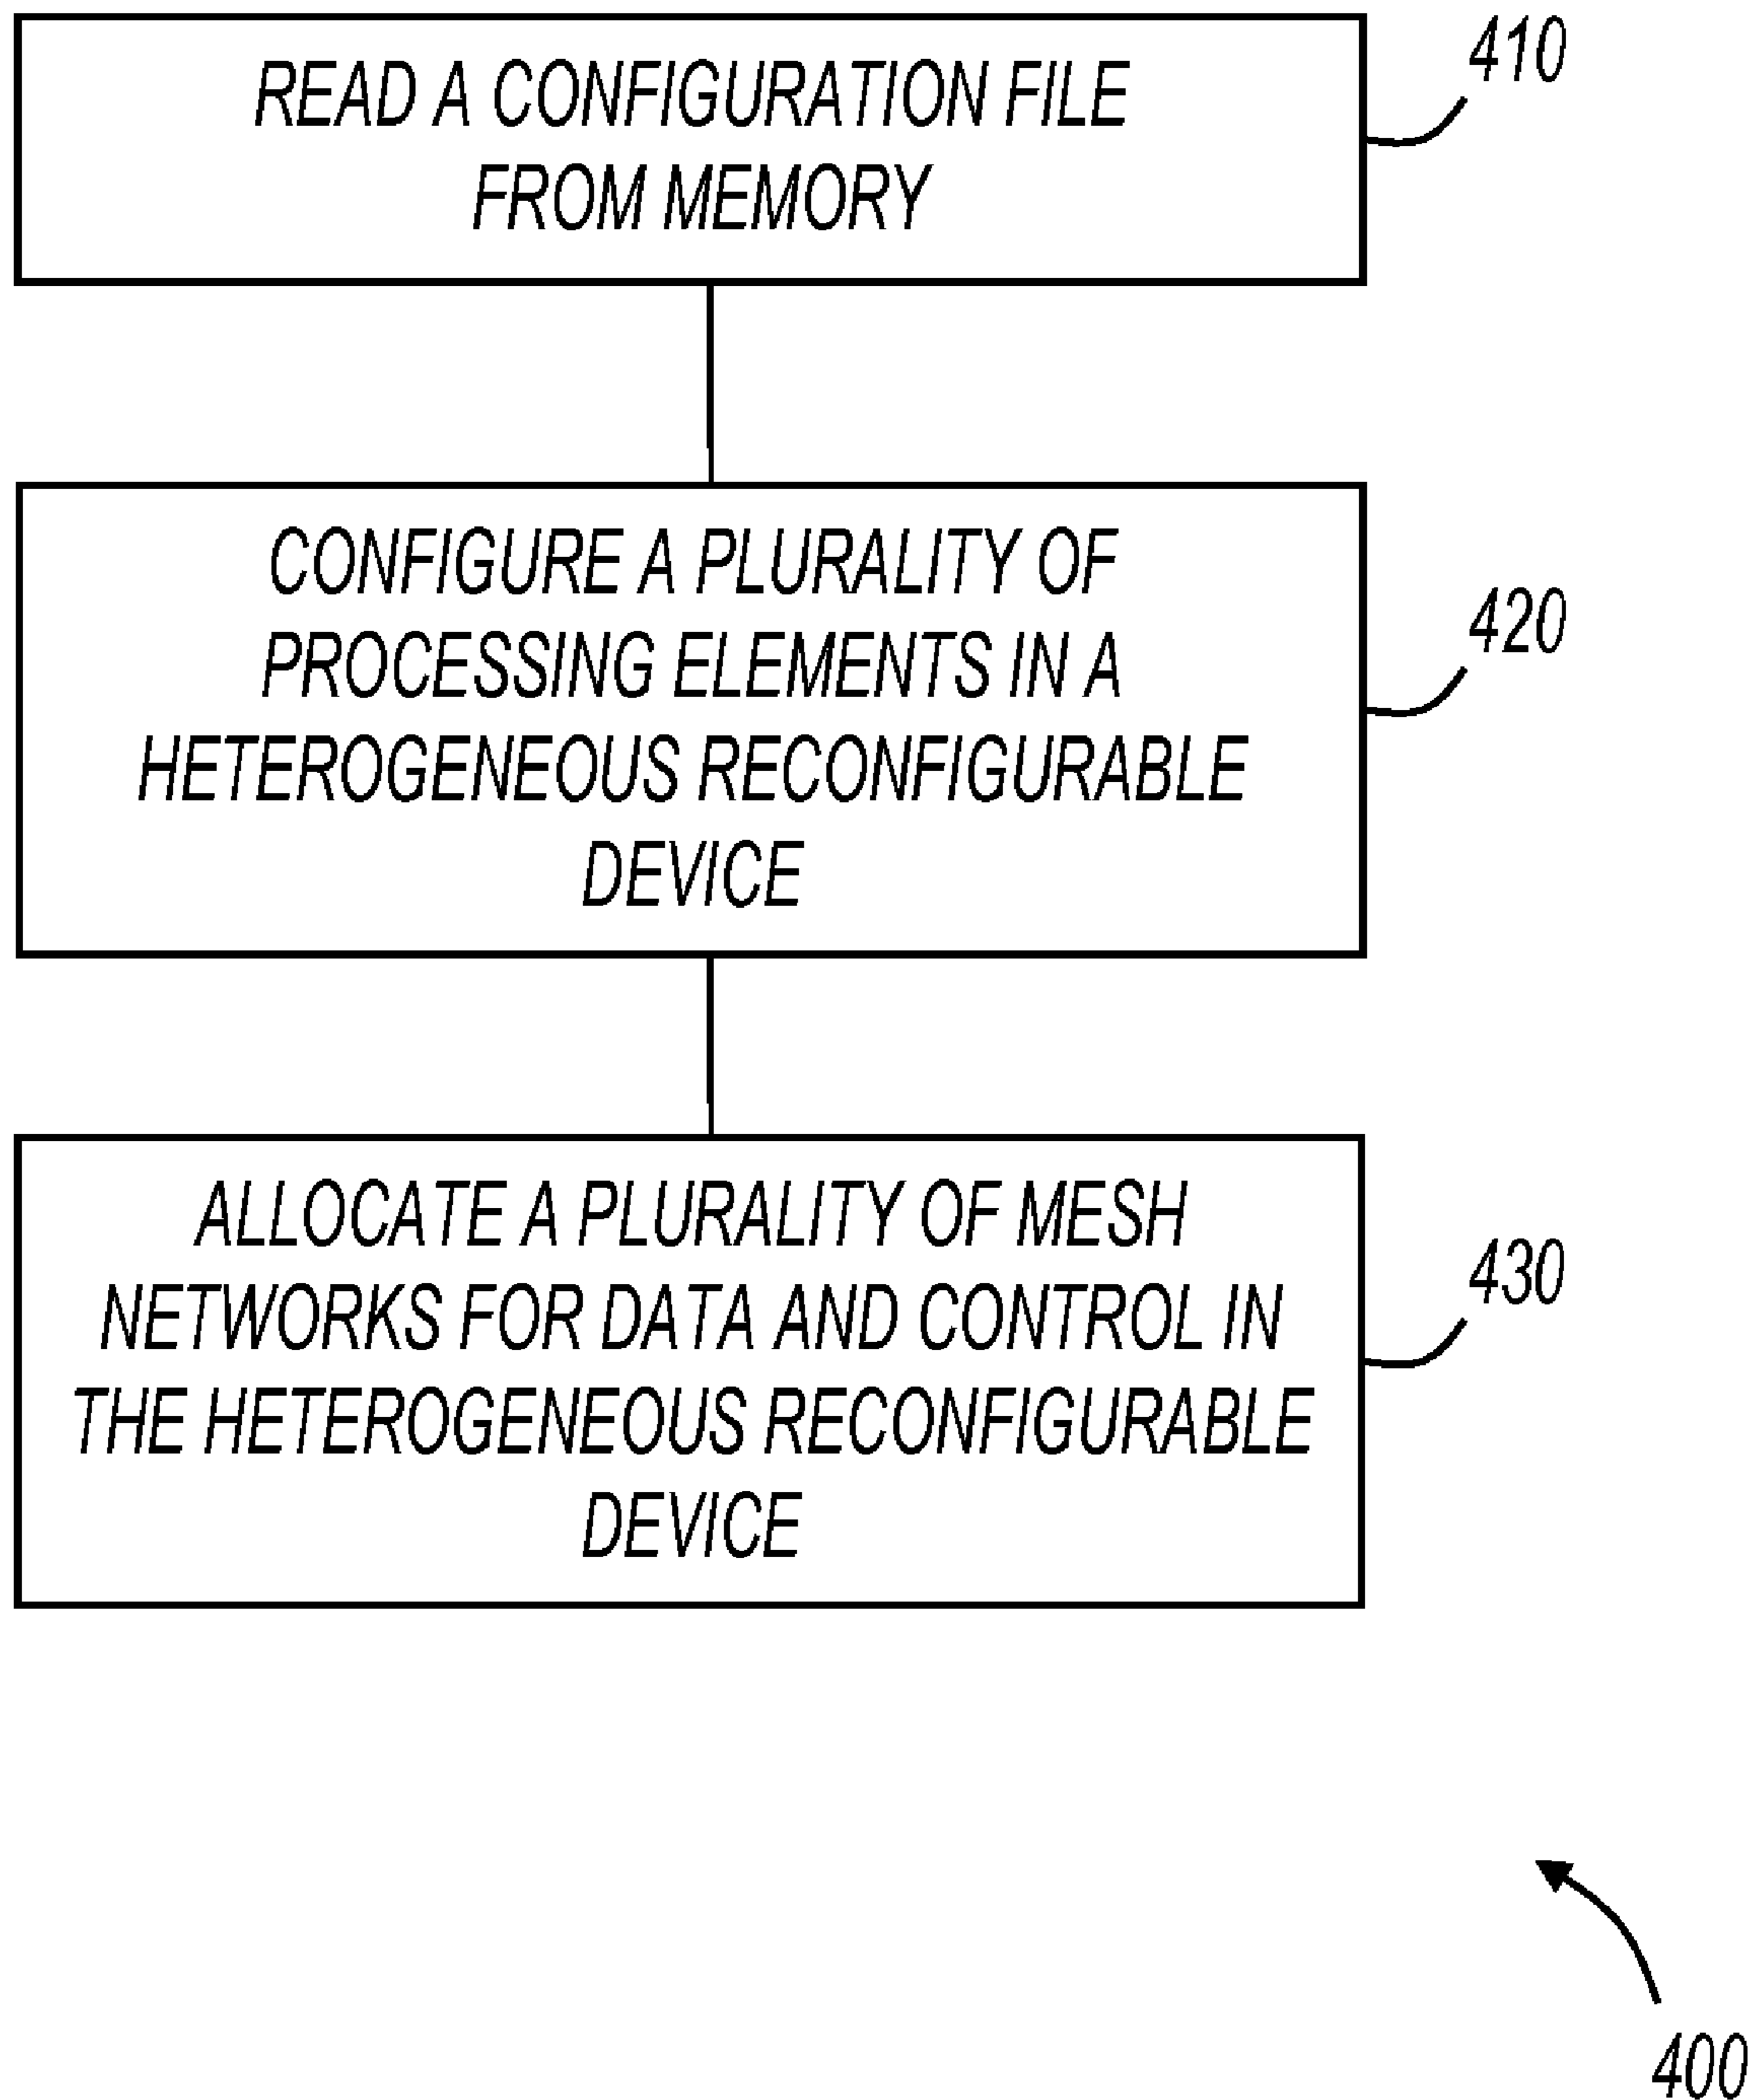 READ A CONFIGURATION FILE
FROM MEMORY
410
CONFIGURE A PLURALITY OF
PROCESSING ELEMENTS IN A
HETEROGENEOUS RECONFIGURABLE
DEVICE
420
ALLOCATE A PLURALITY OF MESH
NETWORKS FOR DATA AND CONTROL IN
THE HETEROGENEOUS RECONFIGURABLE
DEVICE
430
400